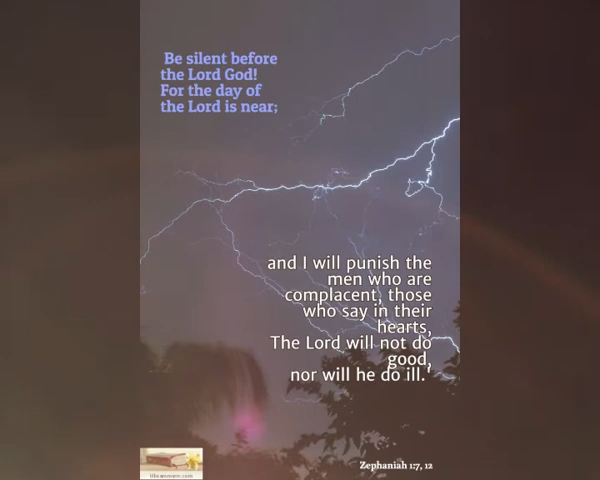 Be silent before
the Lord God!
For the day of
the Lord is near;
and I will punish the
men who are
complacent, those
who say in their
hearts,
The Lord will not do
good,
nor will he do ill.'
Zephaniah 1:7, 12